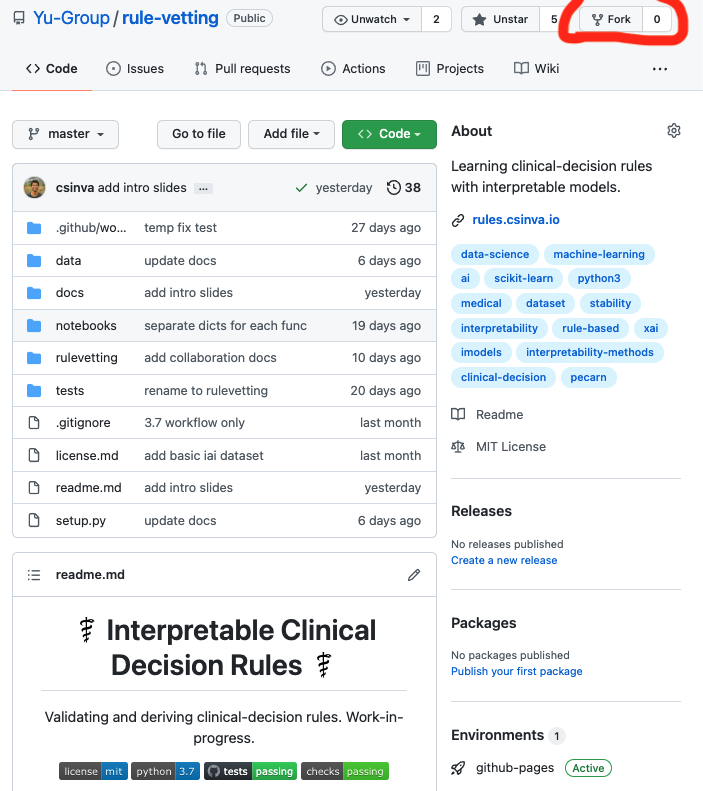 Yu-Group / rule-vetting Public Unwatch 2 Unstar 5 Fork 0
Code Issues Pull requests Actions Projects Wiki ...
master Go to file Add file Code
csinva add intro slides ... yesterday 38
.github/wo... temp fix test 27 days ago
data update docs 6 days ago
docs add intro slides yesterday
notebooks separate dicts for each func 19 days ago
rulevetting add collaboration docs 10 days ago
tests rename to rulevetting 20 days ago
.gitignore 3.7 workflow only last month
license.md add basic iai dataset last month
readme.md add intro slides yesterday
setup.py update docs 6 days ago
readme.md
Interpretable Clinical
Decision Rules
Validating and deriving clinical-decision rules. Work-in-
progress.
license mit python 3.7 tests passing checks passing
About
Learning clinical-decision rules
with interpretable models.
rules.csinva.io
data-science machine-learning
ai scikit-learn python3
medical dataset stability
interpretability rule-based xai
imodels interpretability-methods
clinical-decision pecarn
Readme
MIT License
Releases
No releases published
Create a new release
Packages
No packages published
Publish your first package
Environments 1
github-pages Active